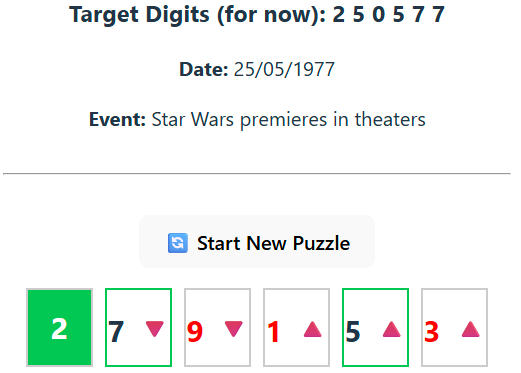 Target Digits (for now): 2 5 0 5 7 7
Date: 25/05/1977
Event: Star Wars premieres in theaters
🔄 Start New Puzzle
2 7 🔻 9 🔻 1 🔺 5 🔺 3 🔺